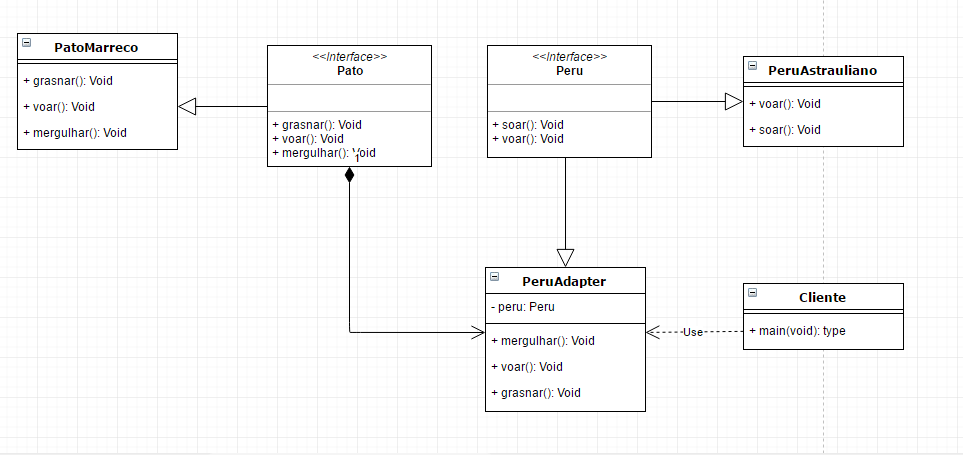 PatoMarreco
+ grasnar(): Void
+ voar(): Void
+ mergulhar(): Void
<<Interface>>
Pato
+ grasnar(): Void
+ voar(): Void
+ mergulhar(): Void
1
<<Interface>>
Peru
+ soar(): Void
+ voar(): Void
PeruAstrauliano
+ voar(): Void
+ soar(): Void
PeruAdapter
- peru: Peru
+ mergulhar(): Void
+ voar(): Void
+ grasnar(): Void
Use
Cliente
+ main(void): type